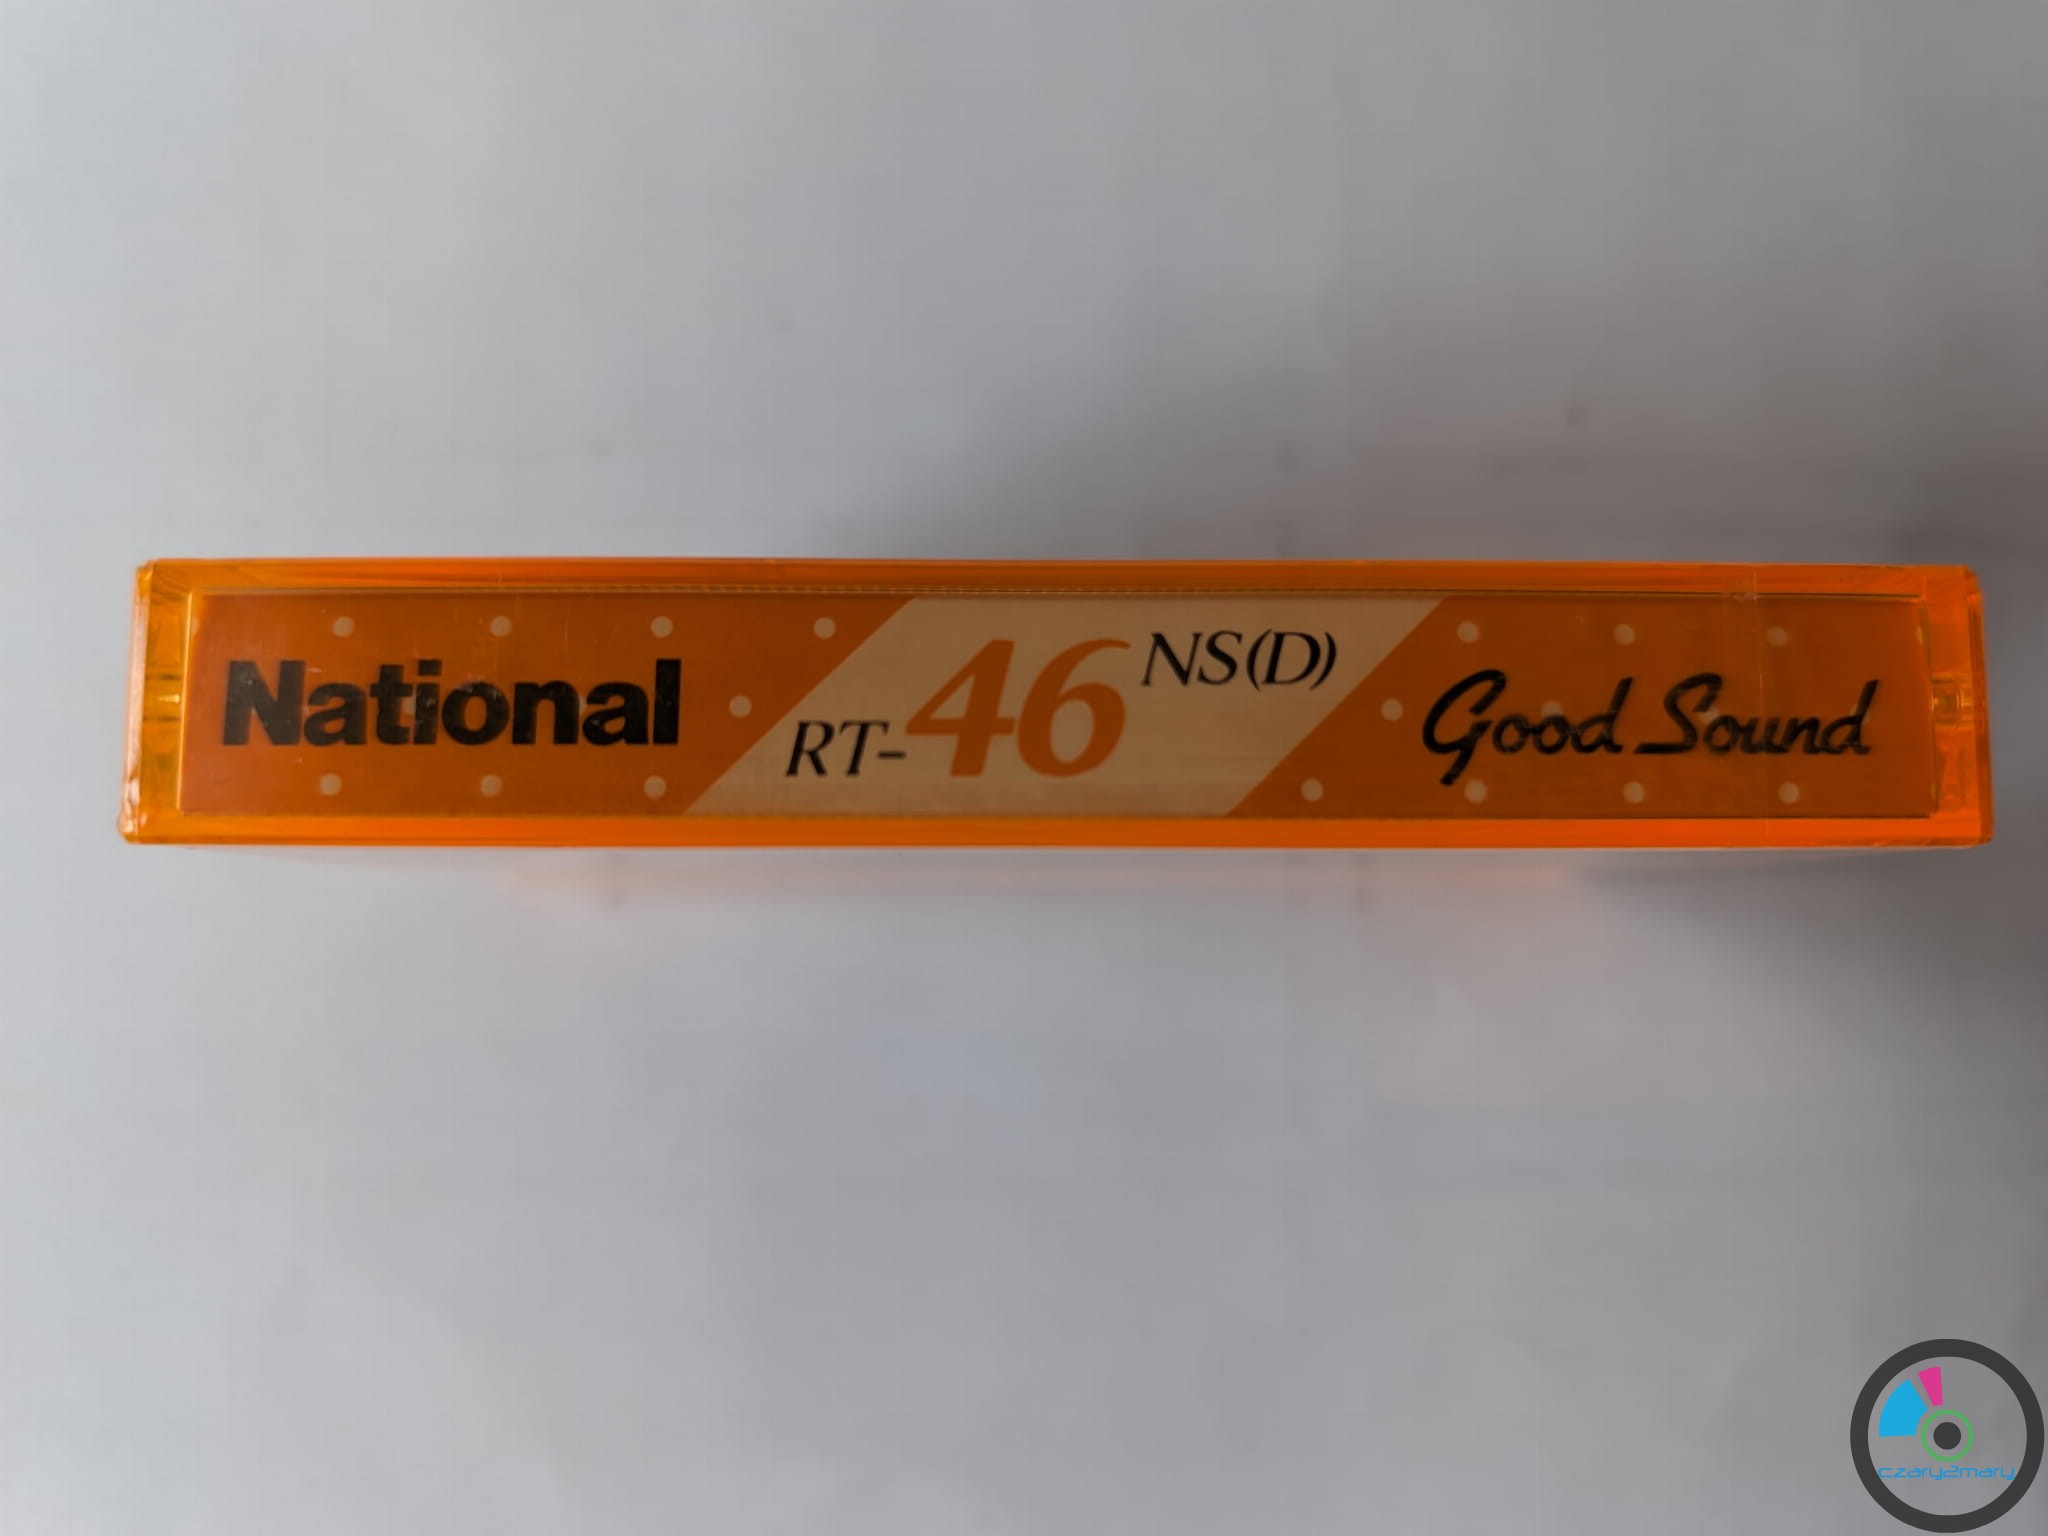 National RT-46 NS(D) Good Sound
czary2mary